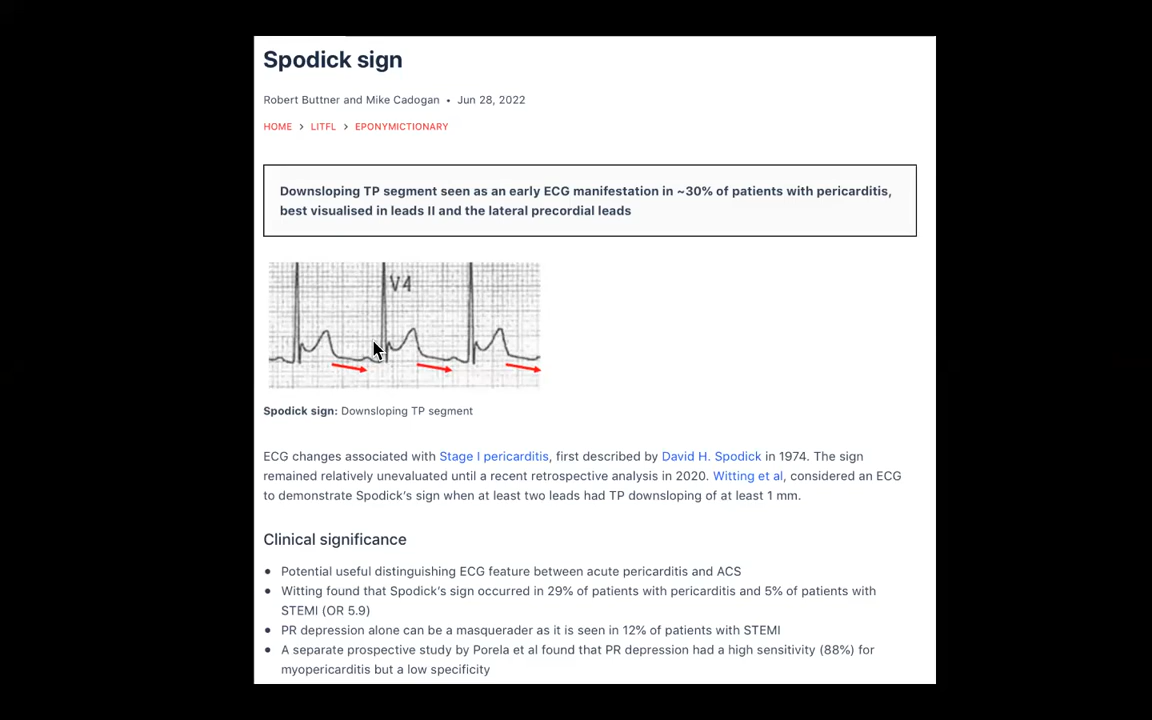 Spodick sign
Robert Buttner and Mike Cadogan • Jun 28, 2022
HOME > LITFL > EPONYMICTIONARY
Downsloping TP segment seen as an early ECG manifestation in ~30% of patients with pericarditis,
best visualised in leads II and the lateral precordial leads
V4
Spodick sign: Downsloping TP segment
ECG changes associated with Stage I pericarditis, first described by David H. Spodick in 1974. The sign
remained relatively unevaluated until a recent retrospective analysis in 2020. Witting et al, considered an ECG
to demonstrate Spodick's sign when at least two leads had TP downsloping of at least 1 mm.
Clinical significance
• Potential useful distinguishing ECG feature between acute pericarditis and ACS
• Witting found that Spodick's sign occurred in 29% of patients with pericarditis and 5% of patients with
STEMI (OR 5.9)
• PR depression alone can be a masquerader as it is seen in 12% of patients with STEMI
• A separate prospective study by Porela et al found that PR depression had a high sensitivity (88%) for
myopericarditis but a low specificity